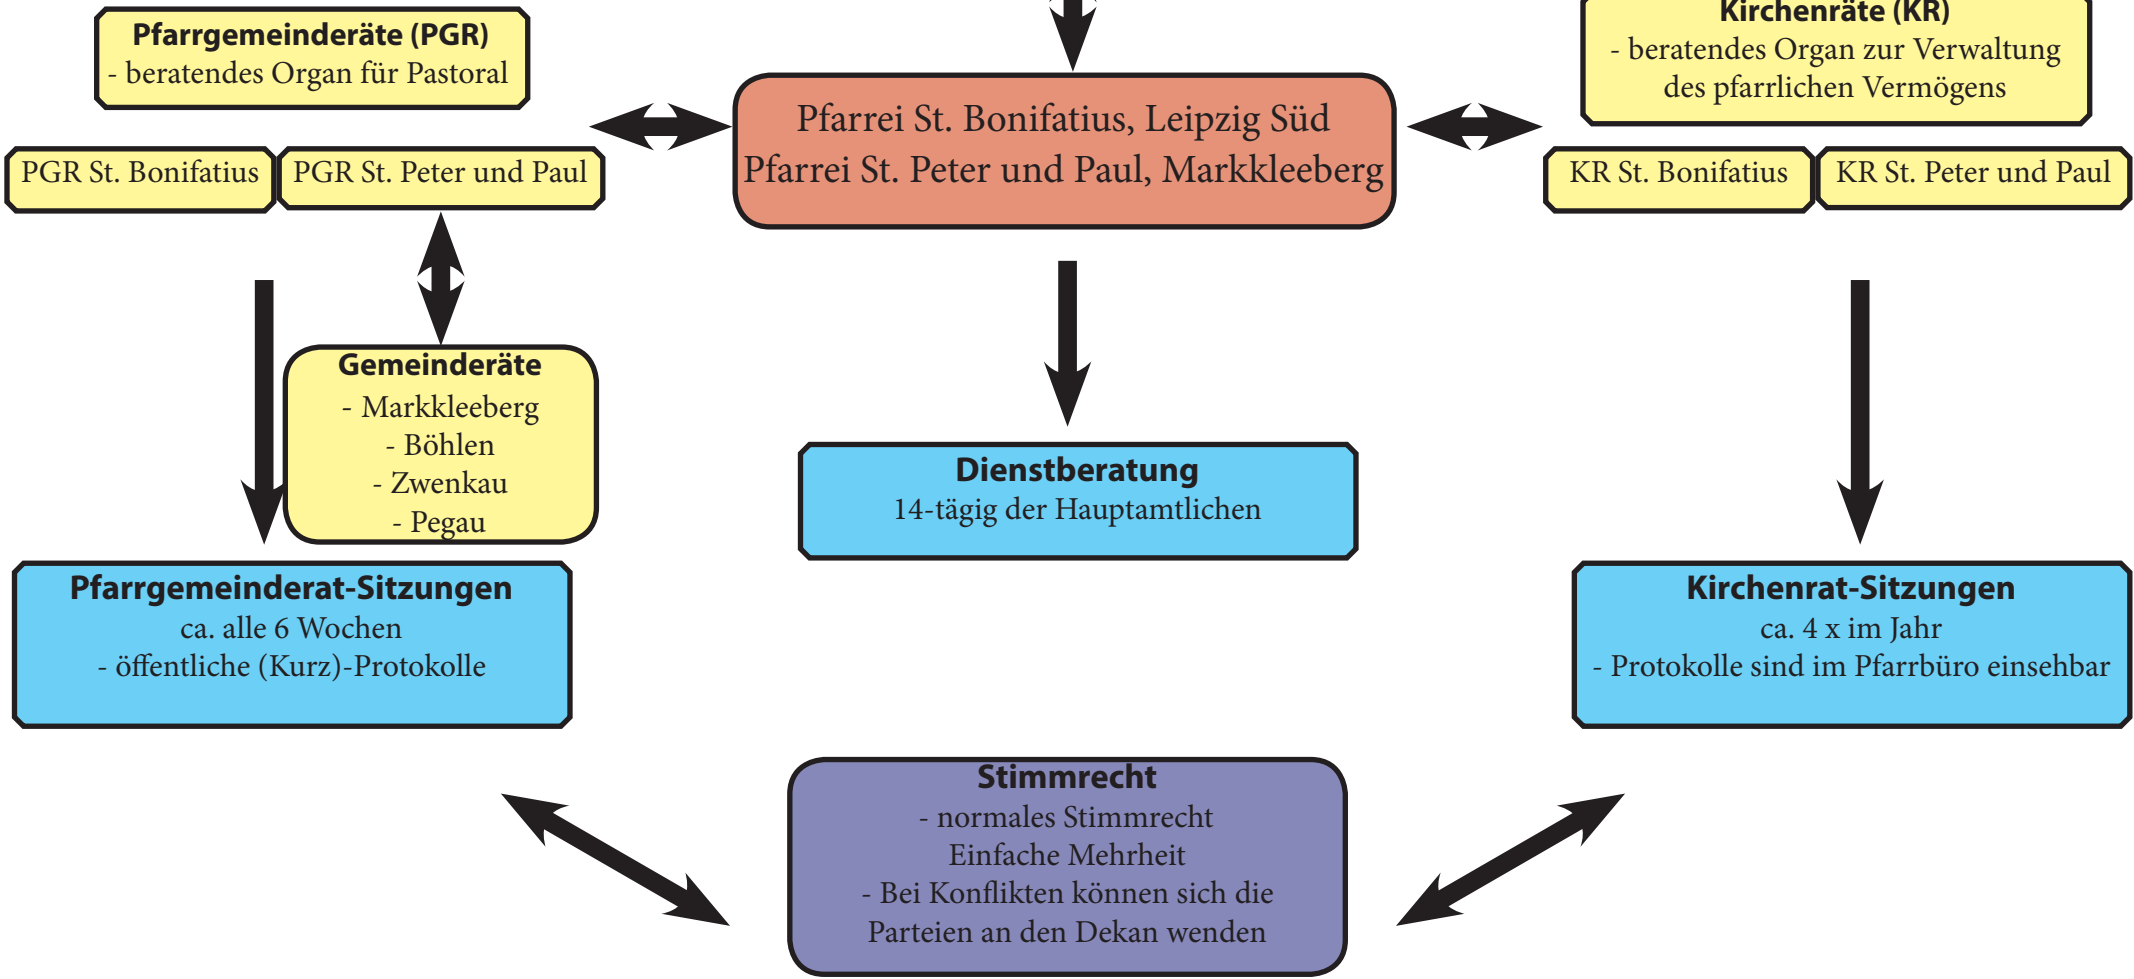 Pfarrgemeinderäte (PGR)
- beratendes Organ für Pastoral
PGR St. Bonifatius
PGR St. Peter und Paul
Pfarrei St. Bonifatius, Leipzig Süd
Pfarrei St. Peter und Paul, Markkleeberg
Kirchenräte (KR)
- beratendes Organ zur Verwaltung
des pfarrlichen Vermögens
KR St. Bonifatius
KR St. Peter und Paul
Gemeinderäte
- Markkleeberg
- Böhlen
- Zwenkau
- Pegau
Dienstberatung
14-tägig der Hauptamtlichen
Pfarrgemeinderat-Sitzungen
ca. alle 6 Wochen
- öffentliche (Kurz)-Protokolle
Kirchenrat-Sitzungen
ca. 4 x im Jahr
- Protokolle sind im Pfarrbüro einsehbar
Stimmrecht
- normales Stimmrecht
Einfache Mehrheit
- Bei Konflikten können sich die
Parteien an den Dekan wenden